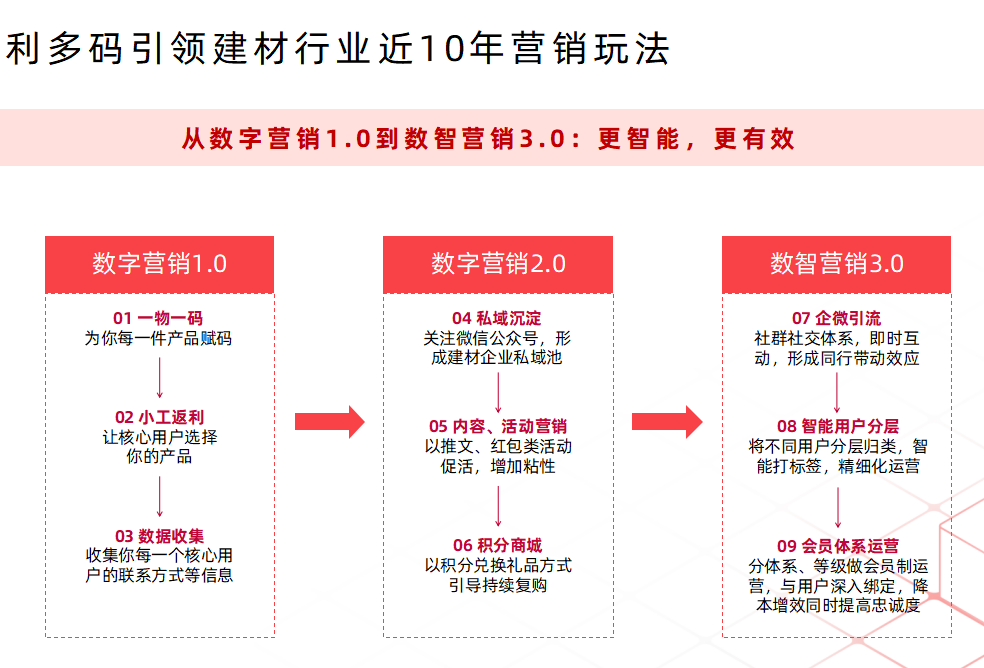 利多码引领建材行业近10年营销玩法
从数字营销1.0到数智营销3.0：更智能，更有效
数字营销1.0
01 一物一码
为你每一件产品赋码
02 小工返利
让核心用户选择
你的产品
03 数据收集
收集你每一个核心用
户的联系方式等信息
数字营销2.0
04 私域沉淀
关注微信公众号，形
成建材企业私域池
05 内容、活动营销
以推文、红包类活动
促活，增加粘性
06 积分商城
以积分兑换礼品方式
引导持续复购
数智营销3.0
07 企微引流
社群社交体系，即时互
动，形成同行带动效应
08 智能用户分层
将不同用户分层归类，智
能打标签，精细化运营
09 会员体系运营
分体系、等级做会员制运
营，与用户深入绑定，降
本增效同时提高忠诚度